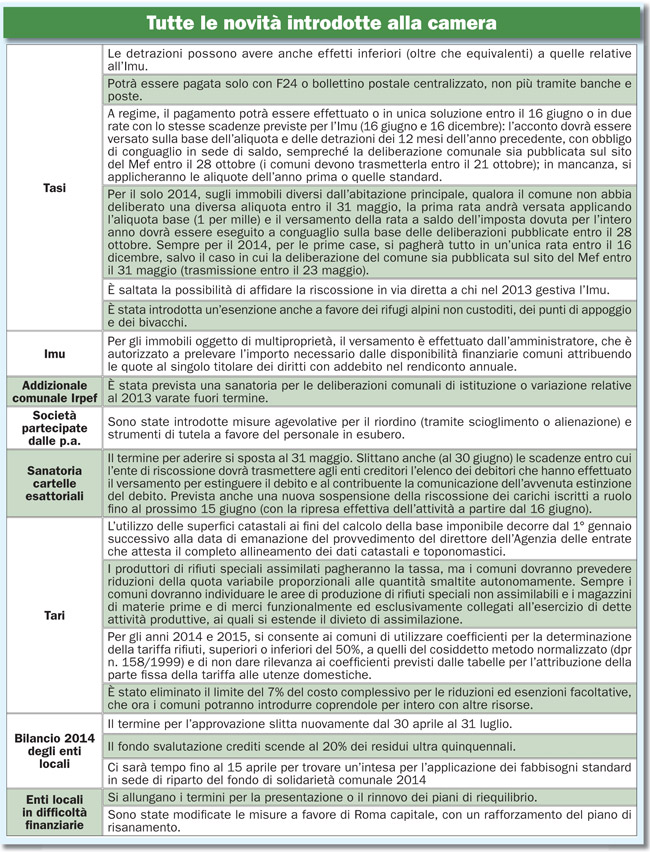 Tutte le novità introdotte alla camera
Tasi
Le detrazioni possono avere anche effetti inferiori (oltre che equivalenti) a quelle relative
all'Imu.
Potrà essere pagata solo con F24 o bollettino postale centralizzato, non più tramite banche e
poste.
A regime, il pagamento potrà essere effettuato o in unica soluzione entro il 16 giugno o in due
rate con lo stesse scadenze previste per l'Imu (16 giugno e 16 dicembre): l'acconto dovrà essere
versato sulla base dell'aliquota e delle detrazioni dei 12 mesi dell'anno precedente, con obbligo
di conguaglio in sede di saldo, sempreché la deliberazione comunale sia pubblicata sul sito
del Mef entro il 28 ottobre (i comuni devono trasmetterla entro il 21 ottobre); in mancanza, si
applicheranno le aliquote dell'anno prima o quelle standard.
Per il solo 2014, sugli immobili diversi dall'abitazione principale, qualora il comune non abbia
deliberato una diversa aliquota entro il 31 maggio, la prima rata andrà versata applicando
l'aliquota base (1 per mille) e il versamento della rata a saldo dell'imposta dovuta per l'intero
anno dovrà essere eseguito a conguaglio sulla base delle deliberazioni pubblicate entro il 28
ottobre. Sempre per il 2014, per le prime case, si pagherà tutto in un'unica rata entro il 16
dicembre, salvo il caso in cui la deliberazione del comune sia pubblicata sul sito del Mef entro
il 31 maggio (trasmissione entro il 23 maggio).
È saltata la possibilità di affidare la riscossione in via diretta a chi nel 2013 gestiva l'Imu.
È stata introdotta un'esenzione anche a favore dei rifugi alpini non custoditi, dei punti di appoggio
e dei bivacchi.
Imu
Per gli immobili oggetto di multiproprietà, il versamento è effettuato dall'amministratore, che è
autorizzato a prelevare l'importo necessario dalle disponibilità finanziarie comuni attribuendo
le quote al singolo titolare dei diritti con addebito nel rendiconto annuale.
Addizionale
comunale Irpef
È stata prevista una sanatoria per le deliberazioni comunali di istituzione o variazione relative
al 2013 varate fuori termine.
Società
partecipate
dalle p.a.
Sono state introdotte misure agevolative per il riordino (tramite scioglimento o alienazione) e
strumenti di tutela a favore del personale in esubero.
Sanatoria
cartelle
esattoriali
Il termine per aderire si sposta al 31 maggio. Slittano anche (al 30 giugno) le scadenze entro cui
l'ente di riscossione dovrà trasmettere agli enti creditori l'elenco dei debitori che hanno effettuato
il versamento per estinguere il debito e al contribuente la comunicazione dell'avvenuta estinzione
del debito. Prevista anche una nuova sospensione della riscossione dei carichi iscritti a ruolo
fino al prossimo 15 giugno (con la ripresa effettiva dell'attività a partire dal 16 giugno).
Tari
L'utilizzo delle superfici catastali ai fini del calcolo della base imponibile decorre dal 1° gennaio
successivo alla data di emanazione del provvedimento del direttore dell'Agenzia delle entrate
che attesta il completo allineamento dei dati catastali e toponomastici.
I produttori di rifiuti speciali assimilati pagheranno la tassa, ma i comuni dovranno prevedere
riduzioni della quota variabile proporzionali alle quantità smaltite autonomamente. Sempre i
comuni dovranno individuare le aree di produzione di rifiuti speciali non assimilabili e i magazzini
di materie prime e di merci funzionalmente ed esclusivamente collegati all'esercizio di dette
attività produttive, ai quali si estende il divieto di assimilazione.
Per gli anni 2014 e 2015, si consente ai comuni di utilizzare coefficienti per la determinazione
della tariffa rifiuti, superiori o inferiori del 50%, a quelli del cosiddetto metodo normalizzato (dpr
n. 158/1999) e di non dare rilevanza ai coefficienti previsti dalle tabelle per l'attribuzione della
parte fissa della tariffa alle utenze domestiche.
È stato eliminato il limite del 7% del costo complessivo per le riduzioni ed esenzioni facoltative,
che ora i comuni potranno introdurre coprendole per intero con altre risorse.
Bilancio 2014
degli enti
locali
Il termine per l'approvazione slitta nuovamente dal 30 aprile al 31 luglio.
Il fondo svalutazione crediti scende al 20% dei residui ultra quinquennali.
Ci sarà tempo fino al 15 aprile per trovare un'intesa per l'applicazione dei fabbisogni standard
in sede di riparto del fondo di solidarietà comunale 2014
Enti locali
in difficoltà
finanziarie
Si allungano i termini per la presentazione o il rinnovo dei piani di riequilibrio.
Sono state modificate le misure a favore di Roma capitale, con un rafforzamento del piano di
risanamento.